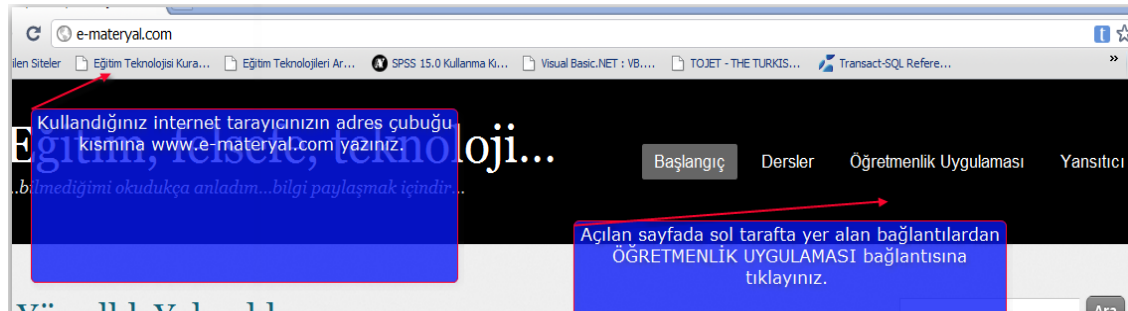 e-materyal.com
ilen Siteler Eğitim Teknolojisi Kura... Eğitim Teknolojileri Ar... SPSS 15.0 Kullanma Kı... Visual Basic.NET : VB.... TOJET - THE TURKIS... Transact-SQL Refere... »
Kullandığınız internet tarayıcınızın adres çubuğu
kısmına www.e-materyal.com yazınız.
Eğitim, felsefe, teknoloji...
..bilmediğimi okudukça anladım...bilgi paylaşmak içindir...
Başlangıç Dersler Öğretmenlik Uygulaması Yansıtıcı
Açılan sayfada sol tarafta yer alan bağlantılardan
ÖĞRETMENLİK UYGULAMASI bağlantısına
tıklayınız.
Ara